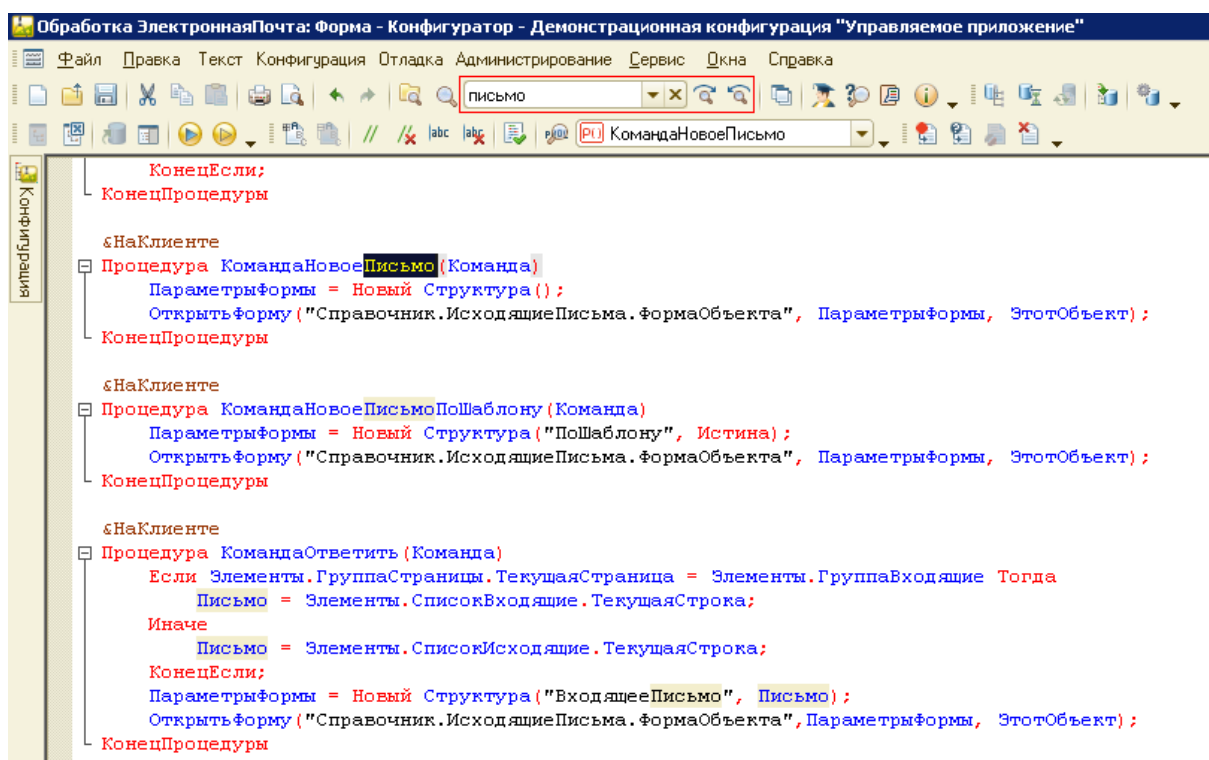 Обработка ЭлектроннаяПочта: Форма - Конфигуратор - Демонстрационная конфигурация "Управляемое приложение"
Файл Правка Текст Конфигурация Отладка Администрирование Сервис Окна Справка
письмо
КомандаНовоеПисьмо
Конфигурация
КонецЕсли;
КонецПроцедуры
&НаКлиенте
Процедура КомандаНовоеПисьмо(Команда)
ПараметрыФормы = Новый Структура();
ОткрытьФорму("Справочник.ИсходящиеПисьма.ФормаОбъекта", ПараметрыФормы, ЭтотОбъект);
КонецПроцедуры
&НаКлиенте
Процедура КомандаНовоеПисьмоПоШаблону(Команда)
ПараметрыФормы = Новый Структура("ПоШаблону", Истина);
ОткрытьФорму("Справочник.ИсходящиеПисьма.ФормаОбъекта", ПараметрыФормы, ЭтотОбъект);
КонецПроцедуры
&НаКлиенте
Процедура КомандаОтветить(Команда)
Если Элементы.ГруппаСтраницы.ТекущаяСтраница = Элементы.ГруппаВходящие Тогда
Письмо = Элементы.СписокВходящие.ТекущаяСтрока;
Иначе
Письмо = Элементы.СписокИсходящие.ТекущаяСтрока;
КонецЕсли;
ПараметрыФормы = Новый Структура("ВходящееПисьмо", Письмо);
ОткрытьФорму("Справочник.ИсходящиеПисьма.ФормаОбъекта",ПараметрыФормы, ЭтотОбъект);
КонецПроцедуры